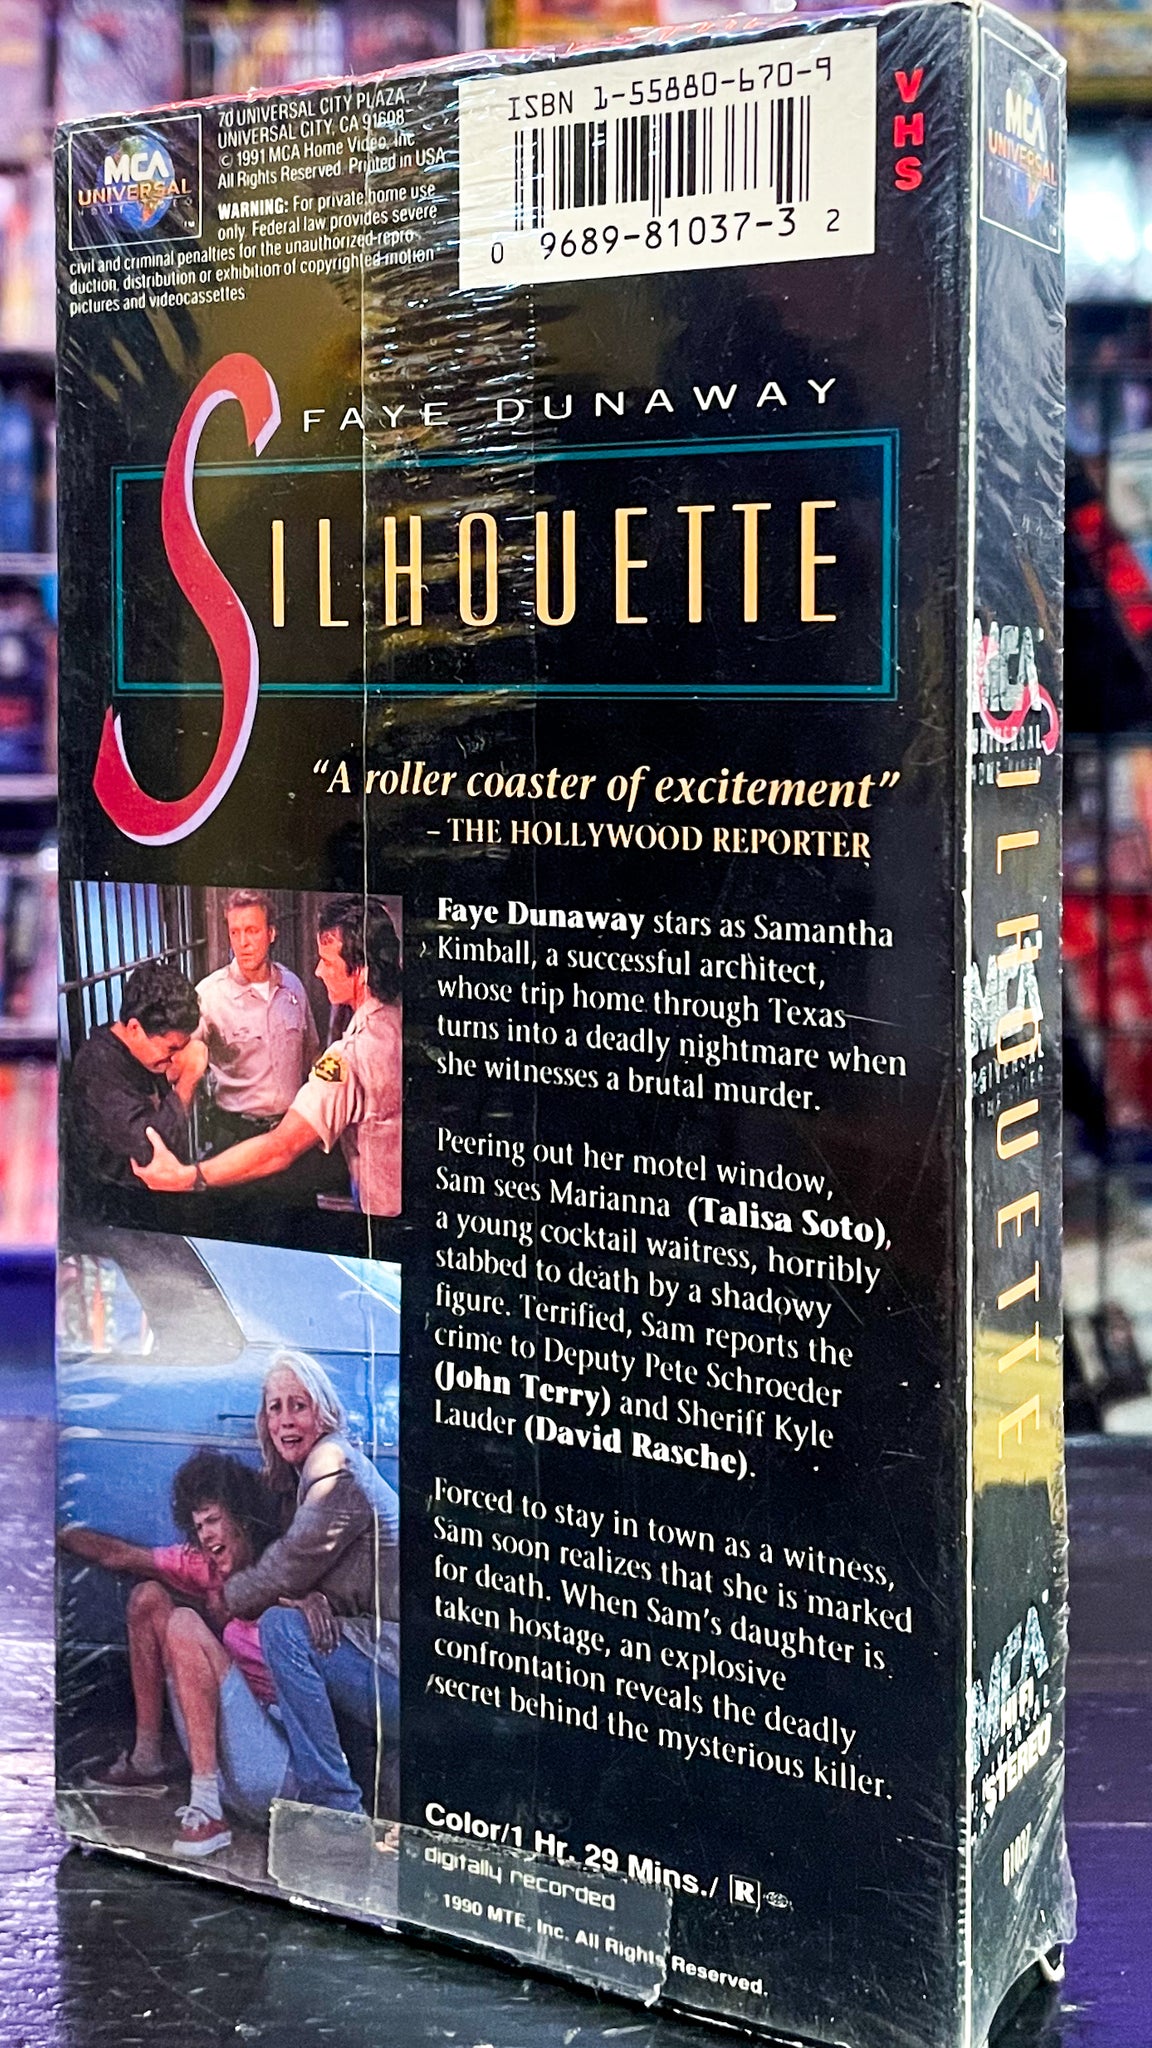 MCA
UNIVERSAL
HOME VIDEO
™
70 UNIVERSAL CITY PLAZA,
UNIVERSAL CITY, CA 91608
© 1991 MCA Home Video, Inc
All Rights Reserved. Printed in USA
WARNING: For private home use
only. Federal law provides severe
civil and criminal penalties for the unauthorized repro-
duction, distribution or exhibition of copyrighted motion
pictures and videocassettes
ISBN 1-55880-670-9
0 9689-81037-3 2
VHS
FAYE DUNAWAY
SILHOUETTE
“A roller coaster of excitement”
– THE HOLLYWOOD REPORTER
Faye Dunaway stars as Samantha
Kimball, a successful architect,
whose trip home through Texas
turns into a deadly nightmare when
she witnesses a brutal murder.
Peering out her motel window,
Sam sees Marianna (Talisa Soto),
a young cocktail waitress, horribly
stabbed to death by a shadowy
figure. Terrified, Sam reports the
crime to Deputy Pete Schroeder
(John Terry) and Sheriff Kyle
Lauder (David Rasche).
Forced to stay in town as a witness,
Sam soon realizes that she is marked
for death. When Sam's daughter is
taken hostage, an explosive
confrontation reveals the deadly
secret behind the mysterious killer.
Color/1 Hr. 29 Mins./ R
digitally recorded
1990 MTE, Inc. All Rights Reserved.
MCA
UNIVERSAL
SILHOUETTE
MCA
HI FI
STEREO
81037